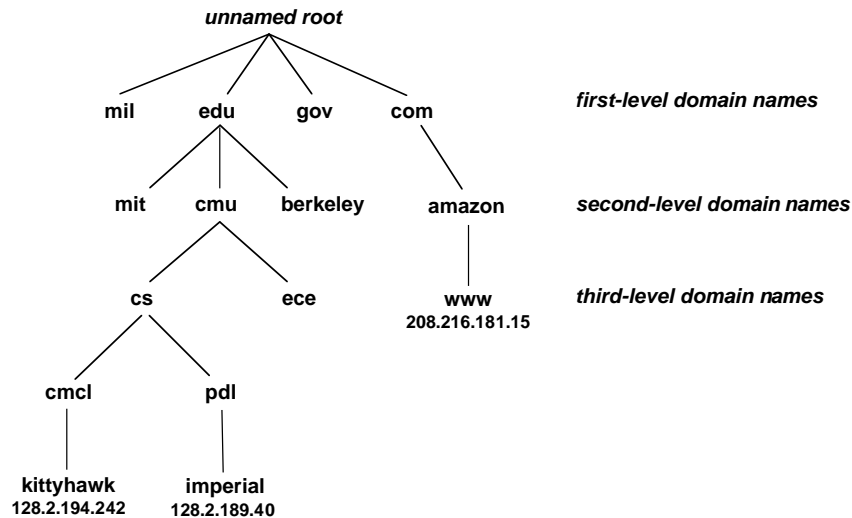 unnamed root
mil edu gov com first-level domain names
mit cmu berkeley amazon second-level domain names
cs ece www third-level domain names
208.216.181.15
cmcl pdl
kittyhawk imperial
128.2.194.242 128.2.189.40